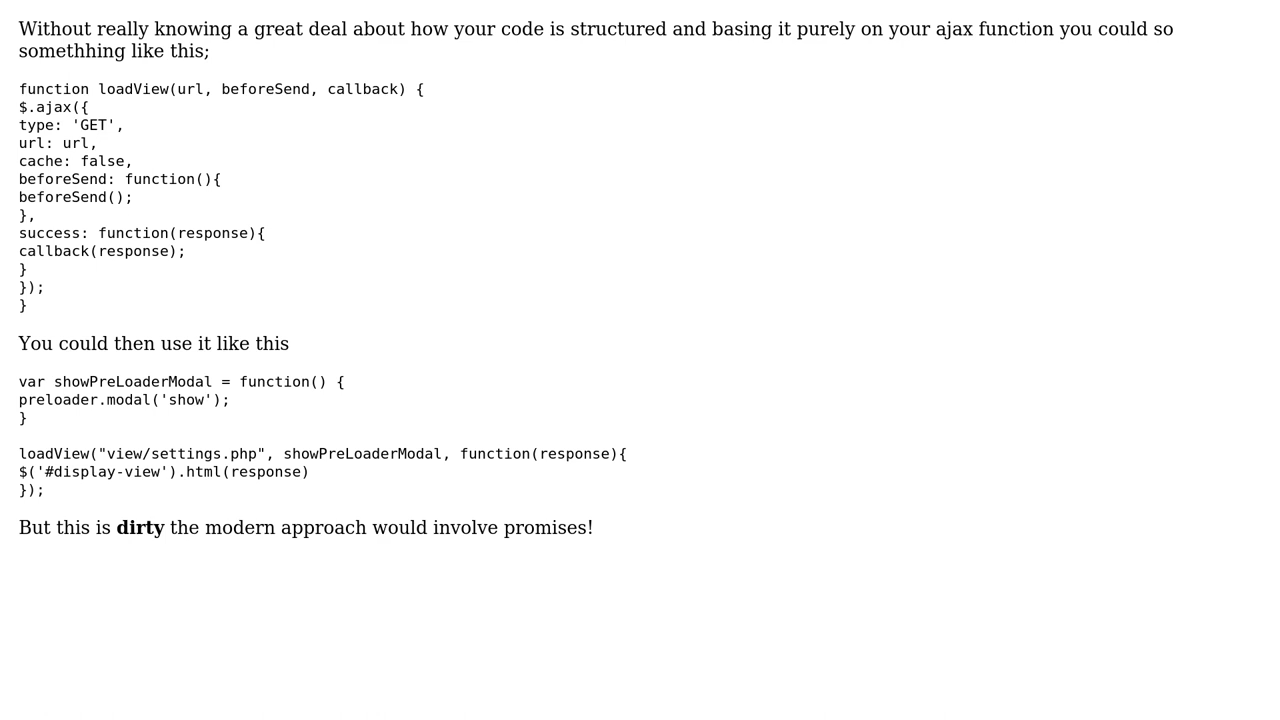 Without really knowing a great deal about how your code is structured and basing it purely on your ajax function you could so
somethhing like this;
function loadView(url, beforeSend, callback) {
$.ajax({
type: 'GET',
url: url,
cache: false,
beforeSend: function(){
beforeSend();
},
success: function(response){
callback(response);
}
});
}
You could then use it like this
var showPreLoaderModal = function() {
preloader.modal('show');
}
loadView("view/settings.php", showPreLoaderModal, function(response){
$('#display-view').html(response)
});
But this is dirty the modern approach would involve promises!